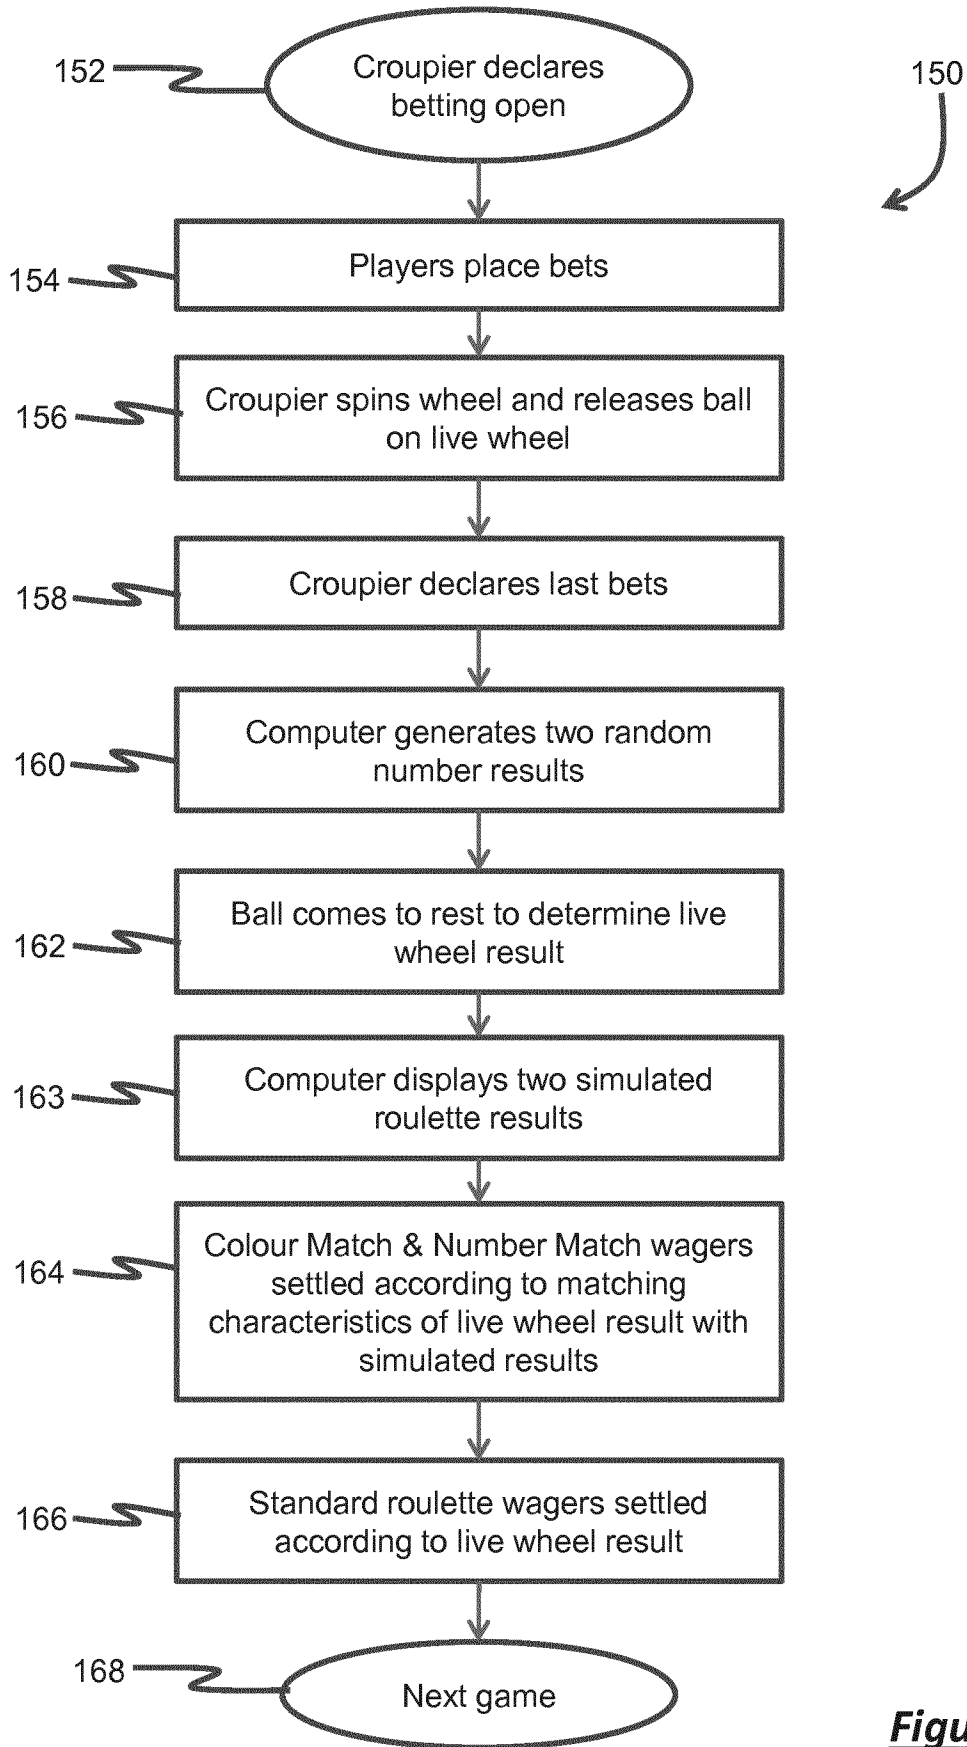 152
Croupier declares
betting open
150
154
Players place bets
156
Croupier spins wheel and releases ball
on live wheel
158
Croupier declares last bets
160
Computer generates two random
number results
162
Ball comes to rest to determine live
wheel result
163
Computer displays two simulated
roulette results
164
Colour Match & Number Match wagers
settled according to matching
characteristics of live wheel result with
simulated results
166
Standard roulette wagers settled
according to live wheel result
168
Next game
Figu